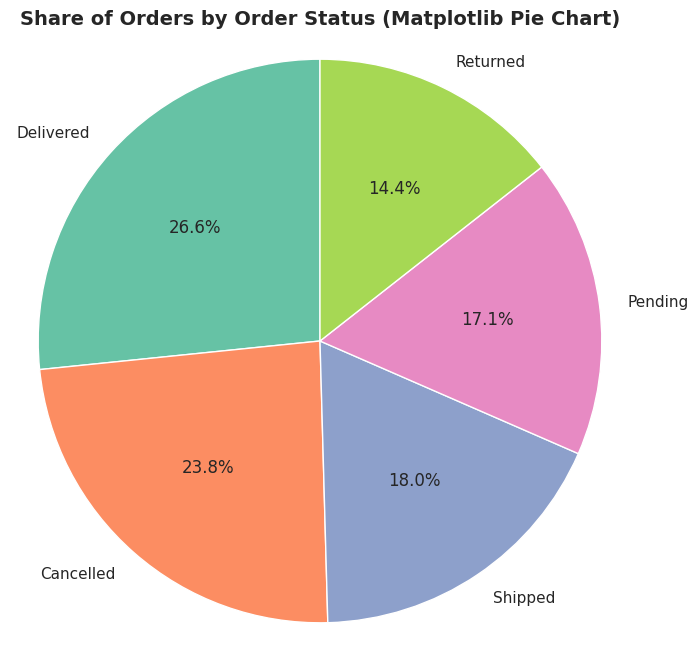 Share of Orders by Order Status (Matplotlib Pie Chart)
Returned
Delivered
14.4%
26.6%
Pending
17.1%
23.8%
18.0%
Cancelled
Shipped